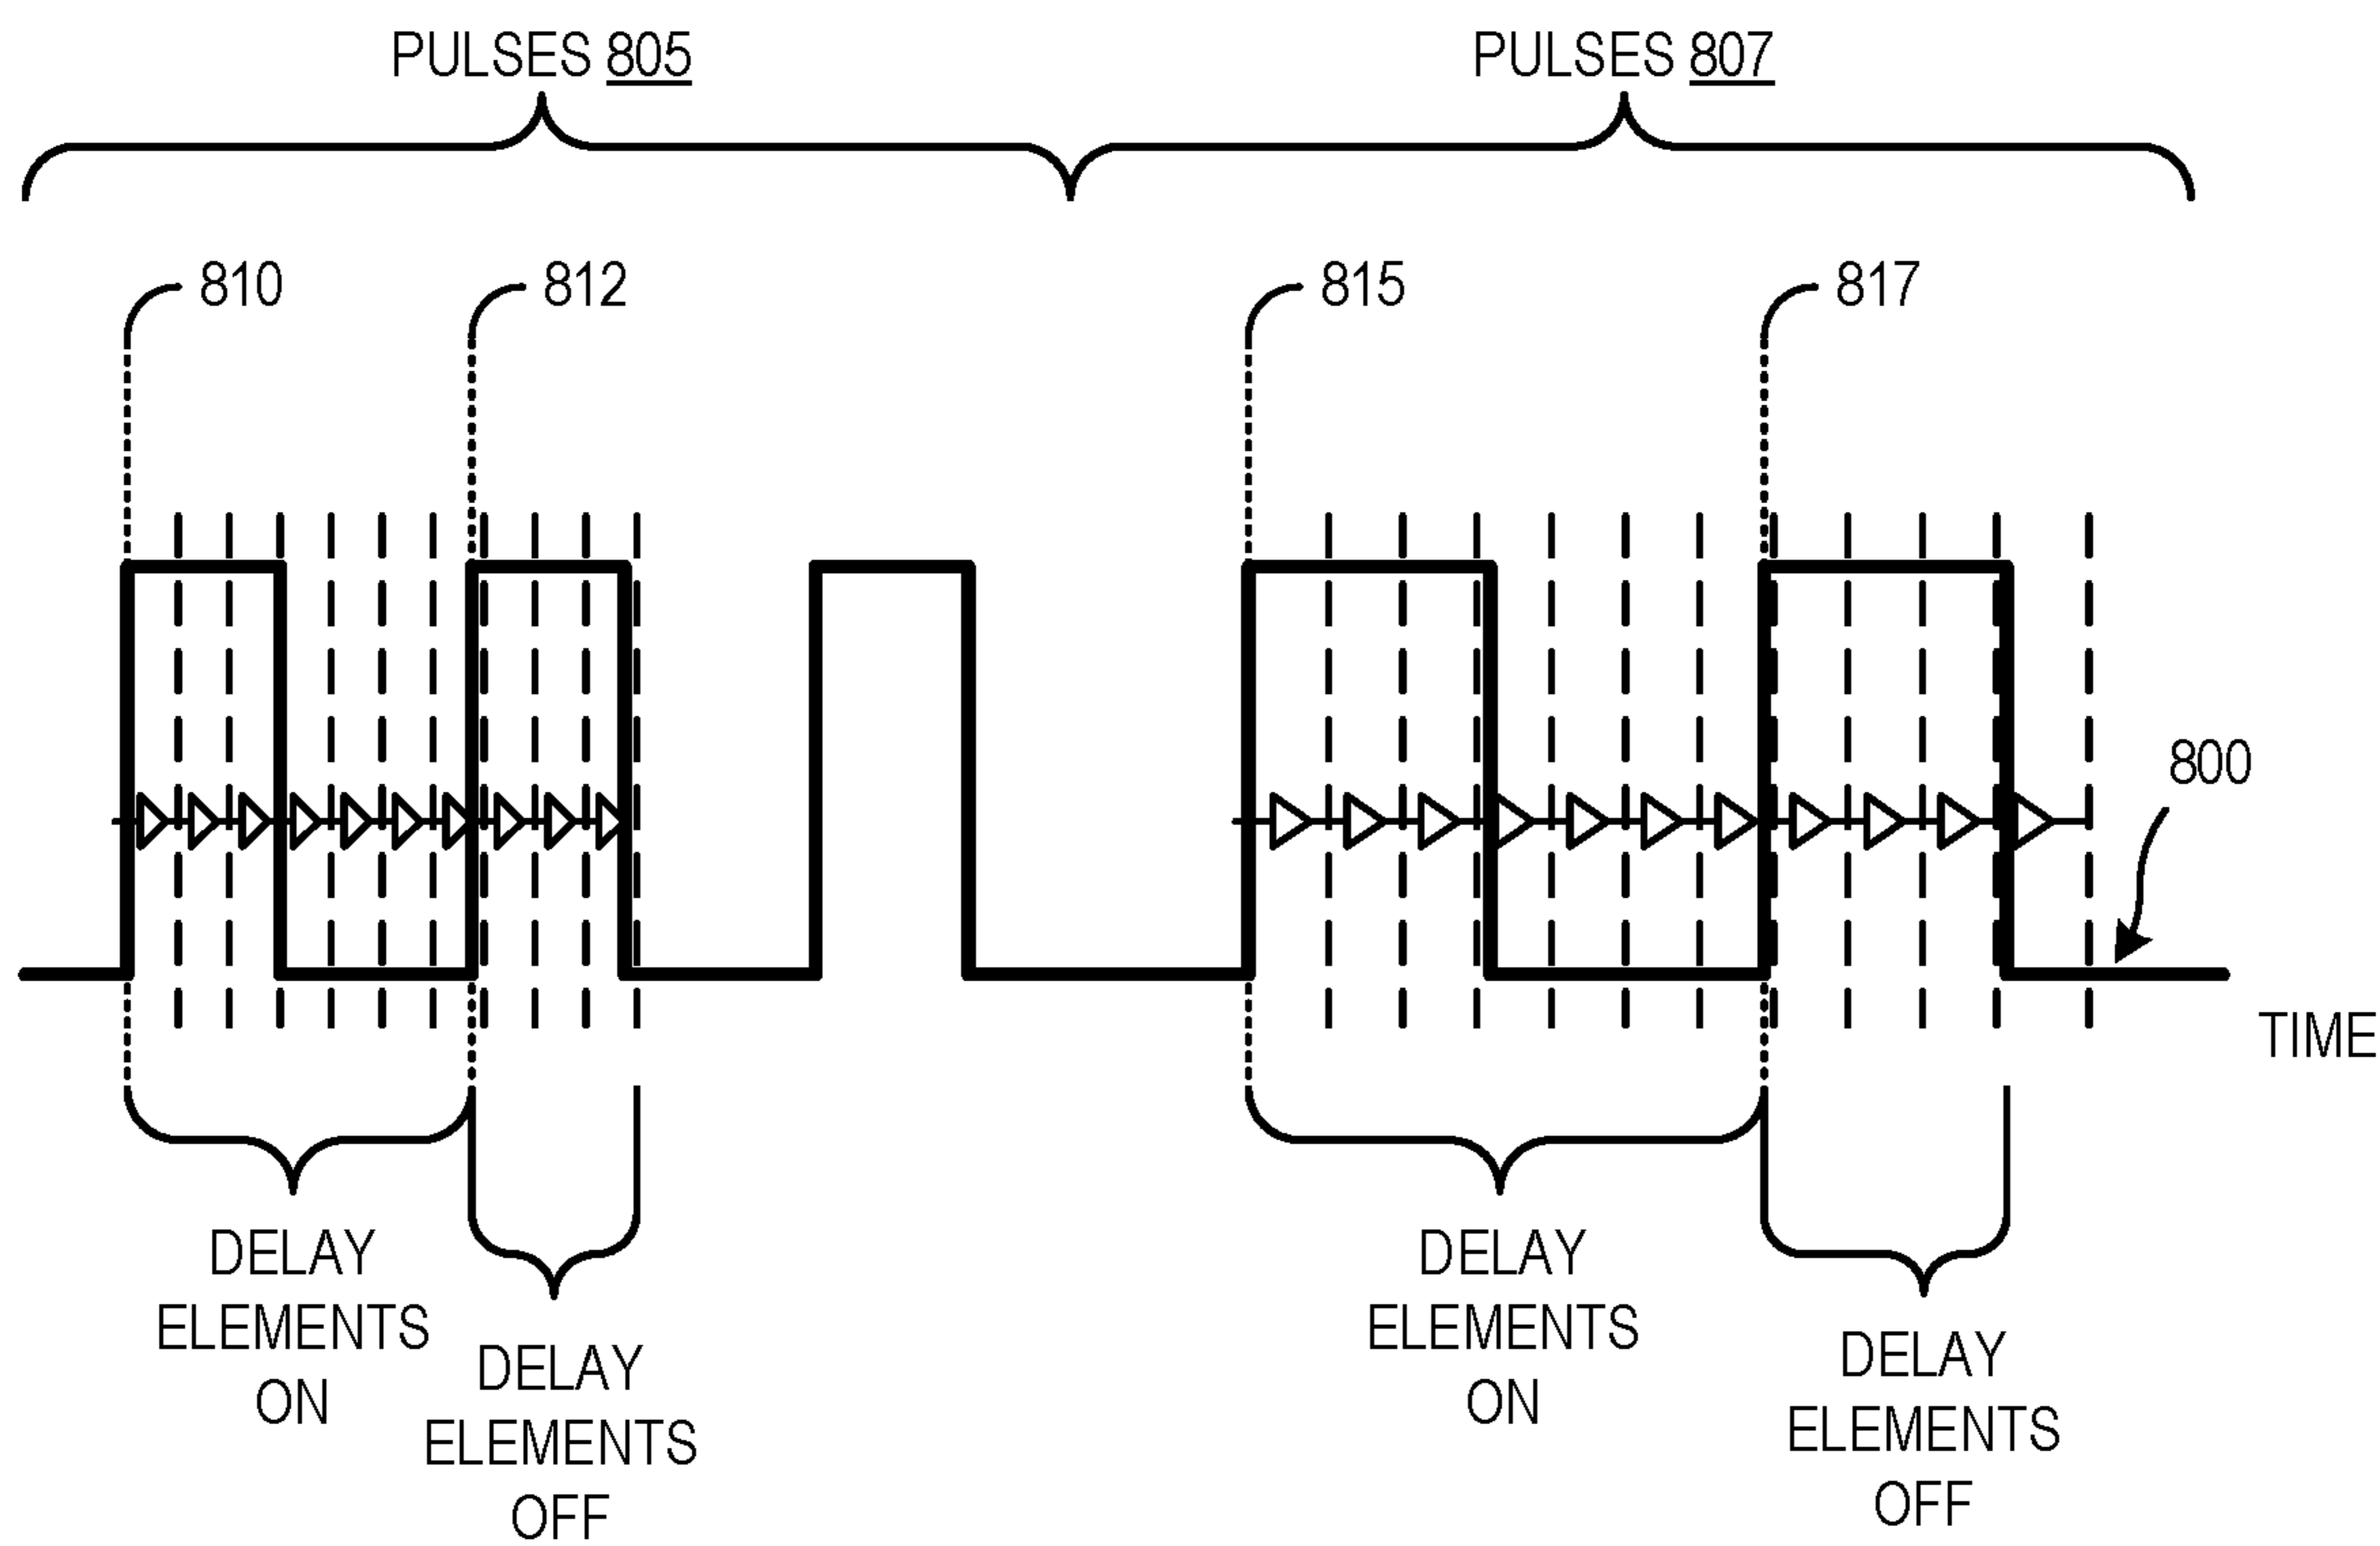 PULSES 805
PULSES 807
810
812
815
817
800
TIME
DELAY
ELEMENTS
ON
DELAY
ELEMENTS
OFF
DELAY
ELEMENTS
ON
DELAY
ELEMENTS
OFF